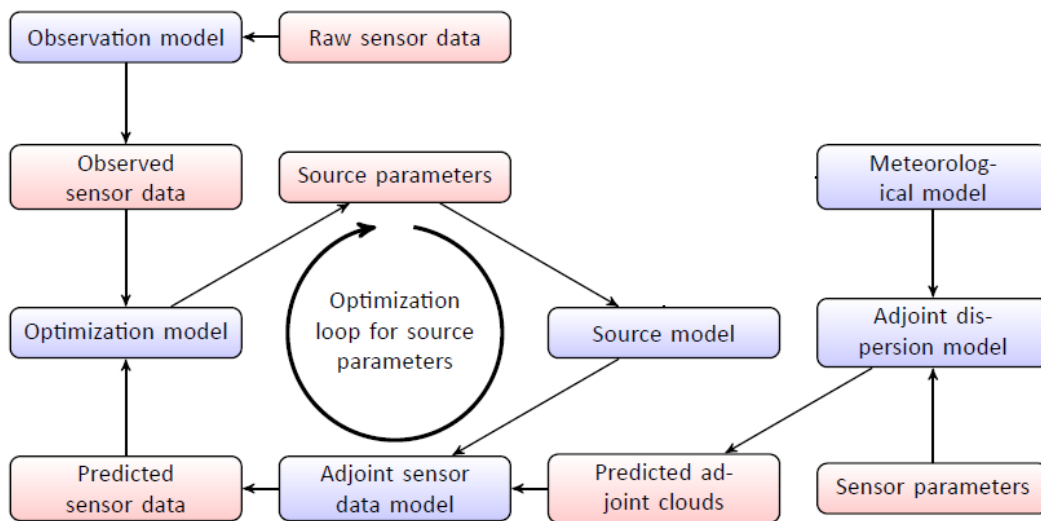 Observation model
Raw sensor data
Observed
sensor data
Source parameters
Meteorolog-
ical model
Optimization model
Optimization
loop for source
parameters
Source model
Adjoint dis-
persion model
Predicted
sensor data
Adjoint sensor
data model
Predicted ad-
joint clouds
Sensor parameters